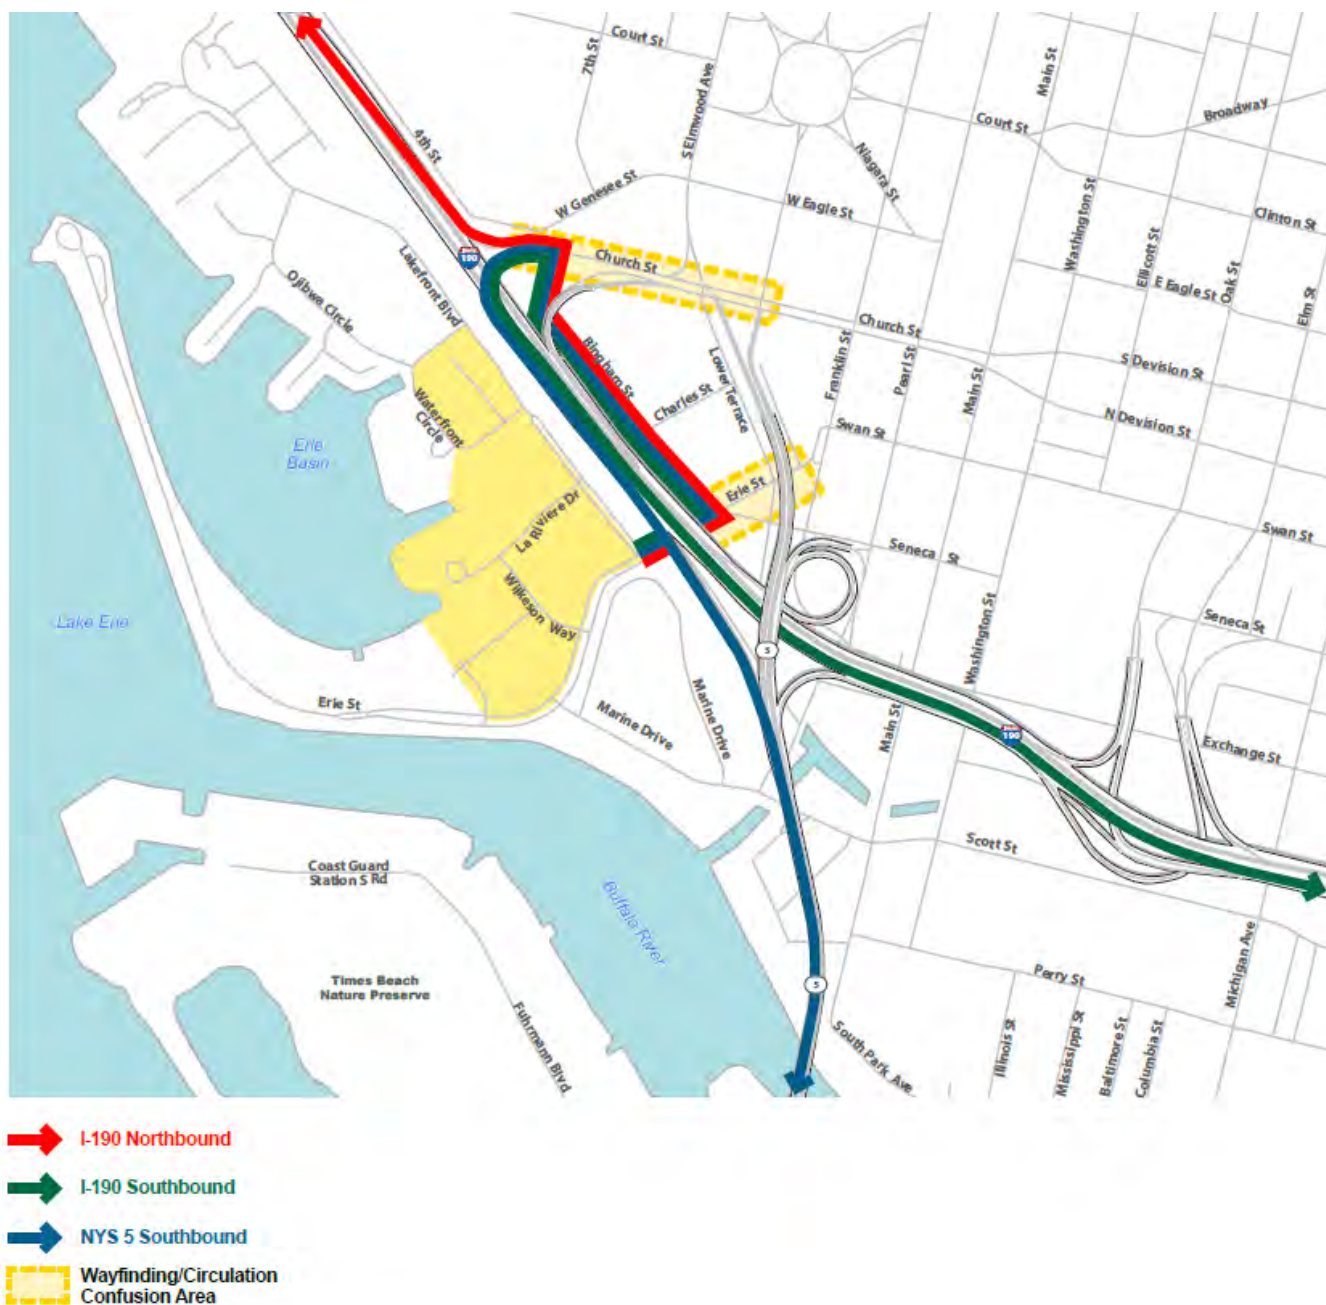 Court St
7th St
S Elmwood Ave
Main St
Broadway
Court St
4th St
Niagara St
W Genesee St
W Eagle St
Washington St
Clinton St
Ellicott St
Oak St
E Eagle St
Elm St
190
Church St
Lakefront Blvd
Ojibwa Circle
Church St
Franklin St
Pearl St
Main St
S Devision St
Bingham St
Lower Terrace
Charles St
N Devision St
Waterfront
Circle
Swan St
Erie
Basin
Erie St
La Riviere Dr
Swan St
Seneca St
Wilkeson Way
Lake Erie
Washington St
Seneca St
5
Erie St
Marine Drive
Marine Drive
Main St
190
Exchange St
Scott St
Coast Guard
Station S Rd
Buffalo River
Michigan Ave
Perry St
Times Beach
Nature Preserve
5
Fuhrmann Blvd.
South Park Ave
Illinois St
Mississippi St
Baltimore St
Columbia St
I-190 Northbound
I-190 Southbound
NYS 5 Southbound
Wayfinding/Circulation
Confusion Area